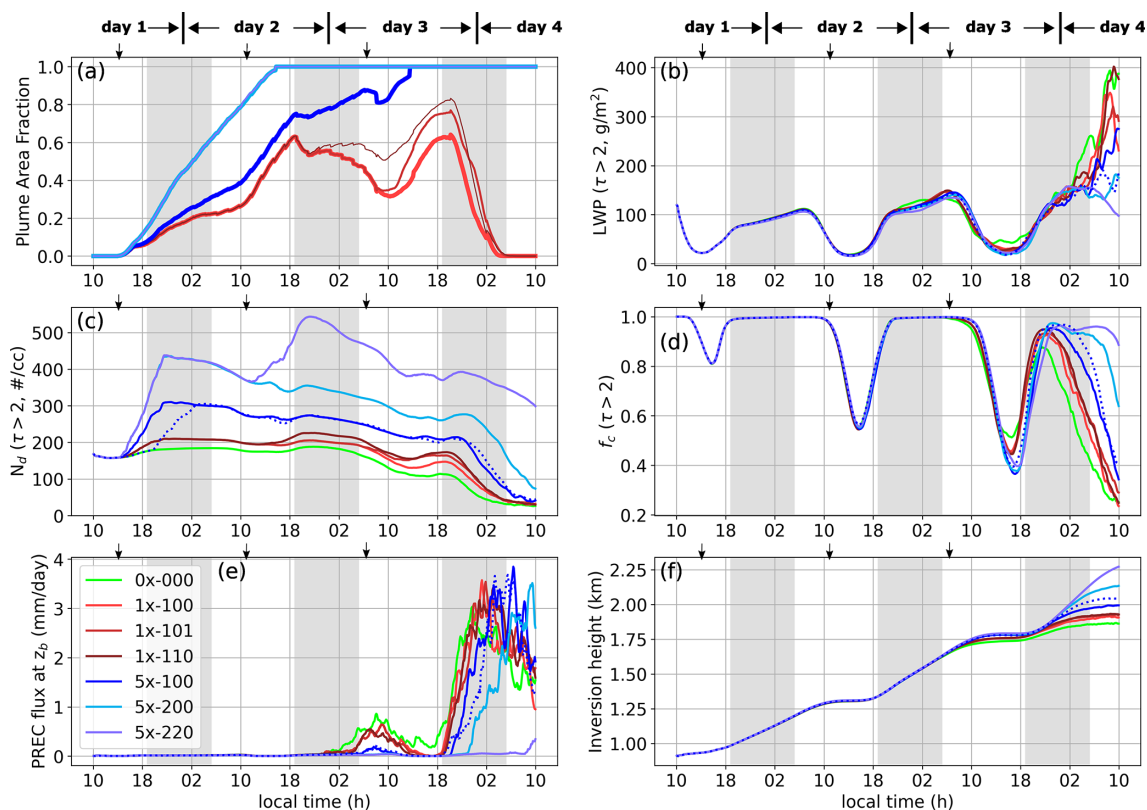 day 1 day 2 day 3 day 4
day 1 day 2 day 3 day 4
(a)
1.0
0.8
0.6
0.4
0.2
0.0
Plume Area Fraction
10 18 02 10 18 02 10 18 02 10
(b)
400
300
200
100
0
LWP (τ > 2, g/m²)
10 18 02 10 18 02 10 18 02 10
(c)
500
400
300
200
100
0
N_d (τ > 2, #/cc)
10 18 02 10 18 02 10 18 02 10
(d)
1.0
0.8
0.6
0.4
0.2
f_c (τ > 2)
10 18 02 10 18 02 10 18 02 10
(e)
4
3
2
1
0
PREC flux at z_b (mm/day)
0x-000
1x-100
1x-101
1x-110
5x-100
5x-200
5x-220
10 18 02 10 18 02 10 18 02 10
local time (h)
(f)
2.25
2.00
1.75
1.50
1.25
1.00
Inversion height (km)
10 18 02 10 18 02 10 18 02 10
local time (h)